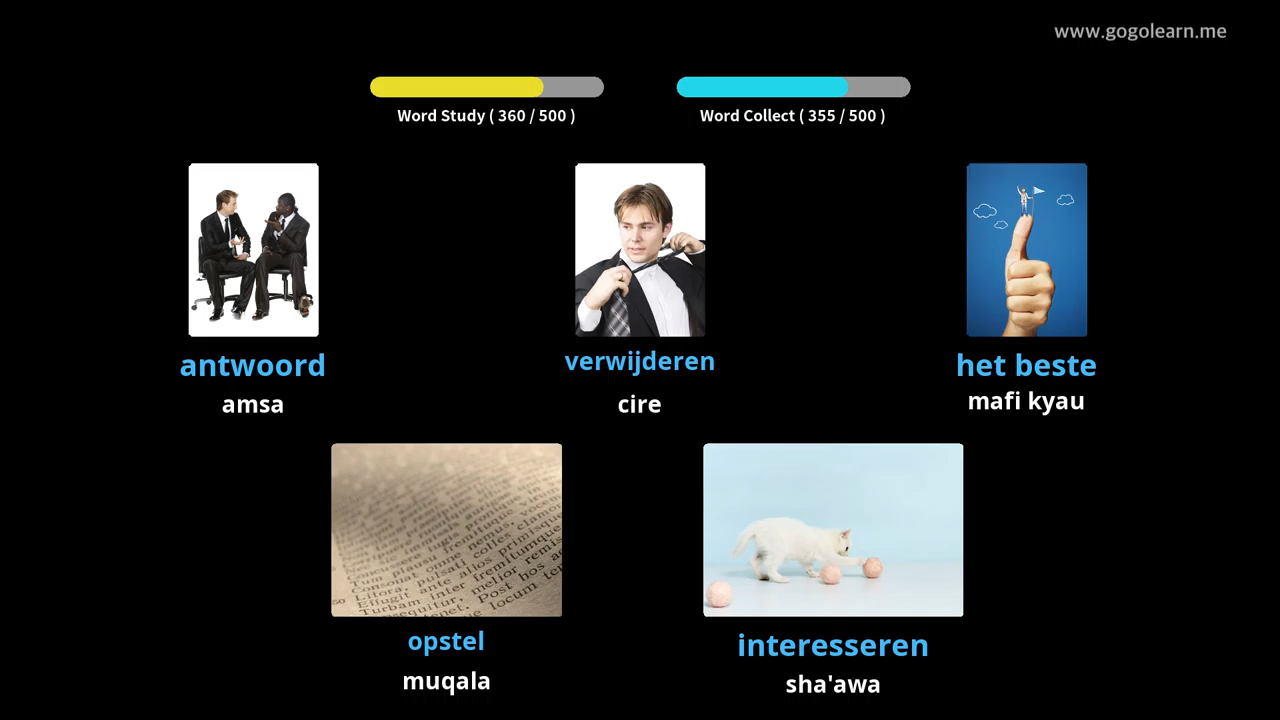 www.gogolearn.me
Word Study ( 360 / 500 )
Word Collect ( 355 / 500 )
antwoord
amsa
verwijderen
cire
het beste
mafi kyau
opstel
muqala
interesseren
sha'awa